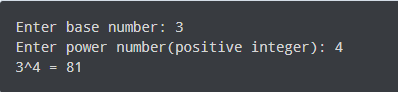 Enter base number: 3
Enter power number(positive integer): 4
3^4 = 81